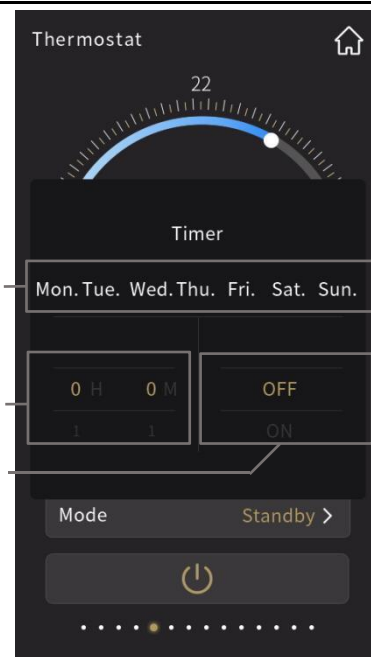 Thermostat
22
Timer
Mon. Tue. Wed. Thu. Fri. Sat. Sun.
0 H 0 M OFF
1 1 ON
Mode Standby >